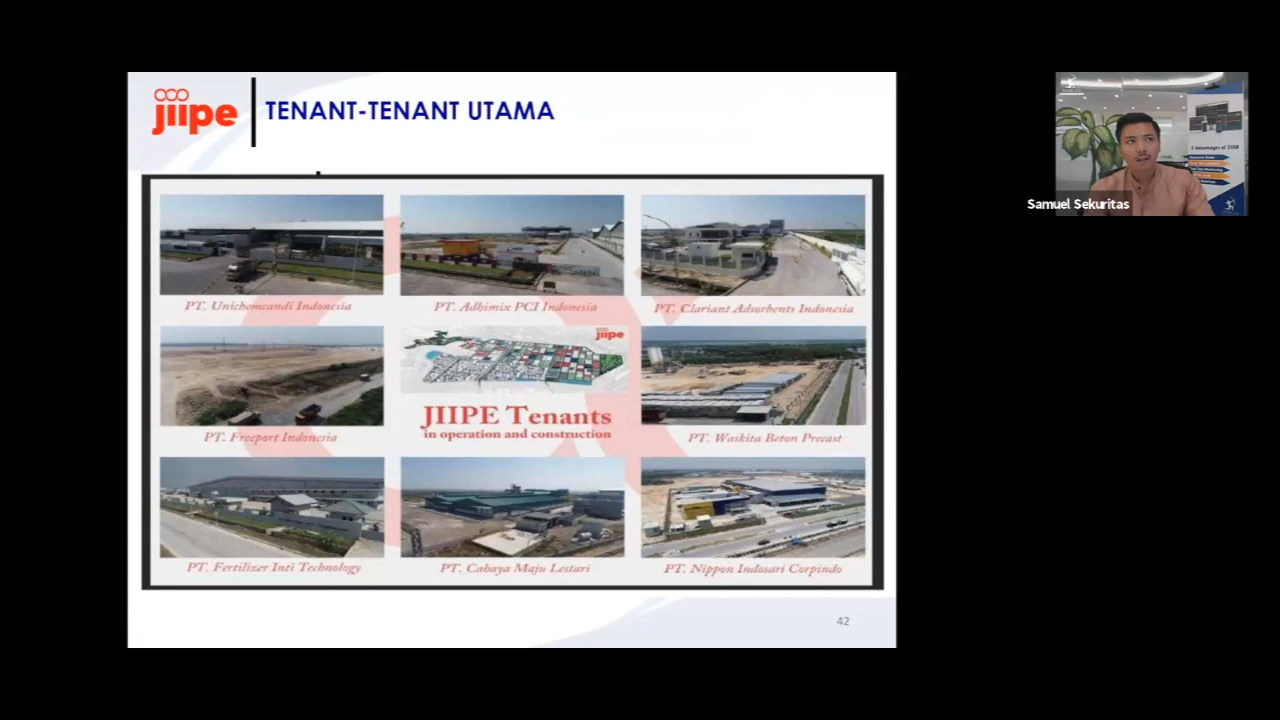 jiipe
TENANT-TENANT UTAMA
PT. Unichemcandi Indonesia
PT. Adhimix PCI Indonesia
PT. Clariant Adsorbents Indonesia
jiipe
JIIPE Tenants
in operation and construction
PT. Freeport Indonesia
PT. Waskita Beton Precast
PT. Fertilizer Inti Technology
PT. Cahaya Maju Lestari
PT. Nippon Indosari Corpindo
42
Samuel Sekuritas